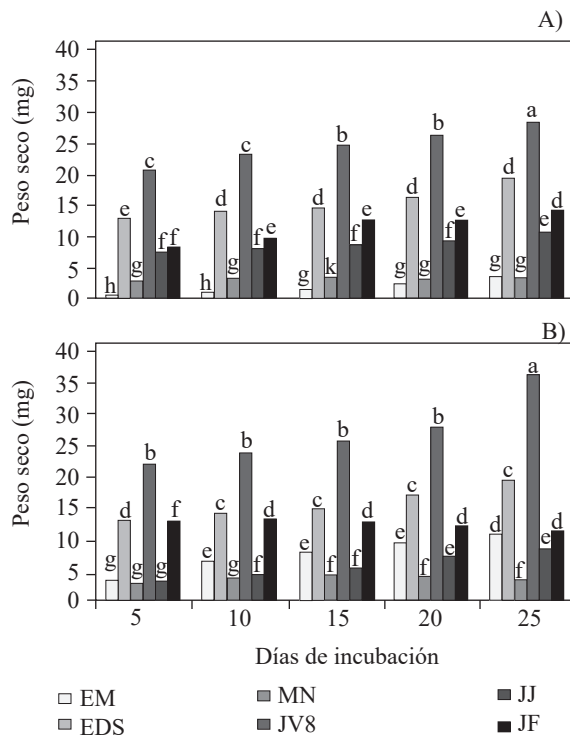 A)
Peso seco (mg)
40
35
30
25
20
15
10
5
0
h e g c f f
h d g c f e
g d k b f e
g d g b f e
g d g a e d
B)
Peso seco (mg)
40
35
30
25
20
15
10
5
0
g d g b g f
e c g b f d
e c f b f d
e c f b e d
d c f a e d
5 10 15 20 25
Días de incubación
EM MN JJ
EDS JV8 JF